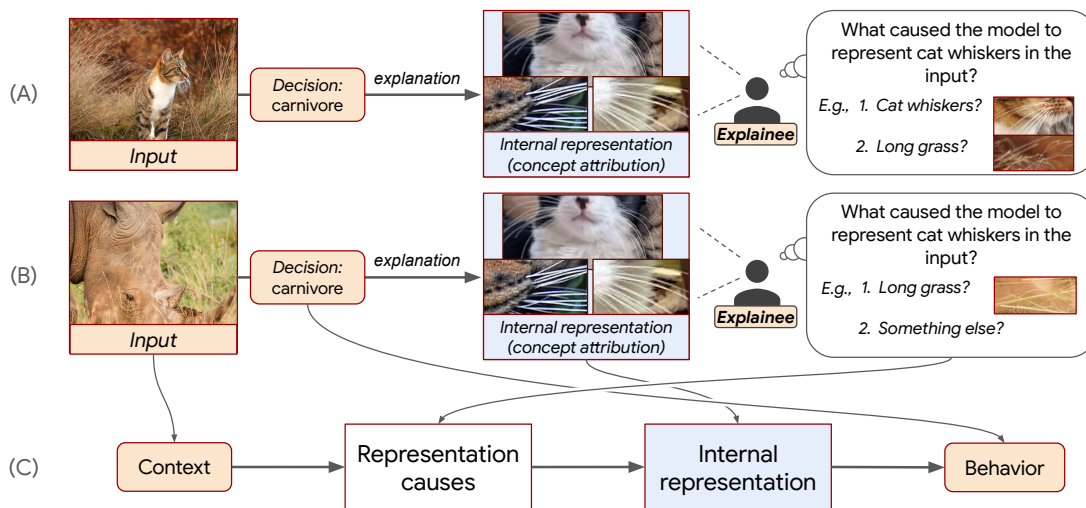 (A)
Input
Decision:
carnivore
explanation
Internal representation
(concept attribution)
Explainee
What caused the model to
represent cat whiskers in the
input?
E.g., 1. Cat whiskers?
2. Long grass?
(B)
Input
Decision:
carnivore
explanation
Internal representation
(concept attribution)
Explainee
What caused the model to
represent cat whiskers in the
input?
E.g., 1. Long grass?
2. Something else?
(C)
Context
Representation
causes
Internal
representation
Behavior